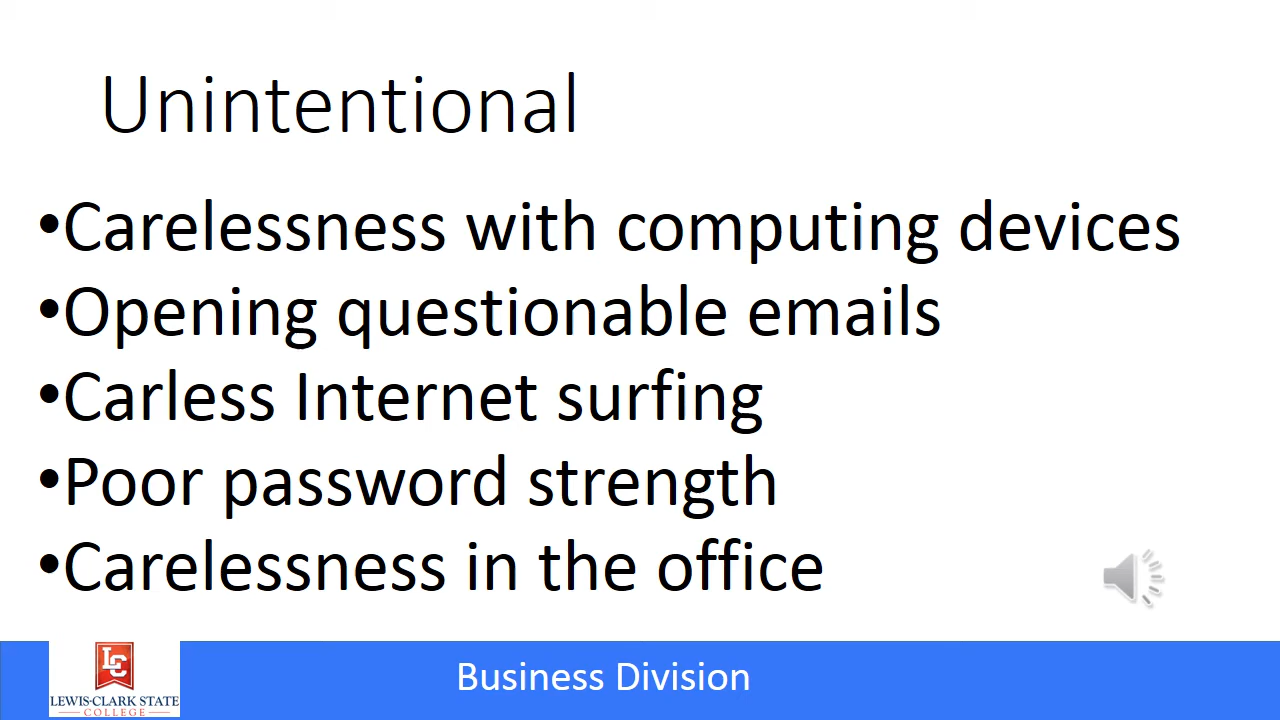 Unintentional
•Carelessness with computing devices
•Opening questionable emails
•Carless Internet surfing
•Poor password strength
•Carelessness in the office
LC
LEWIS-CLARK STATE
COLLEGE
Business Division